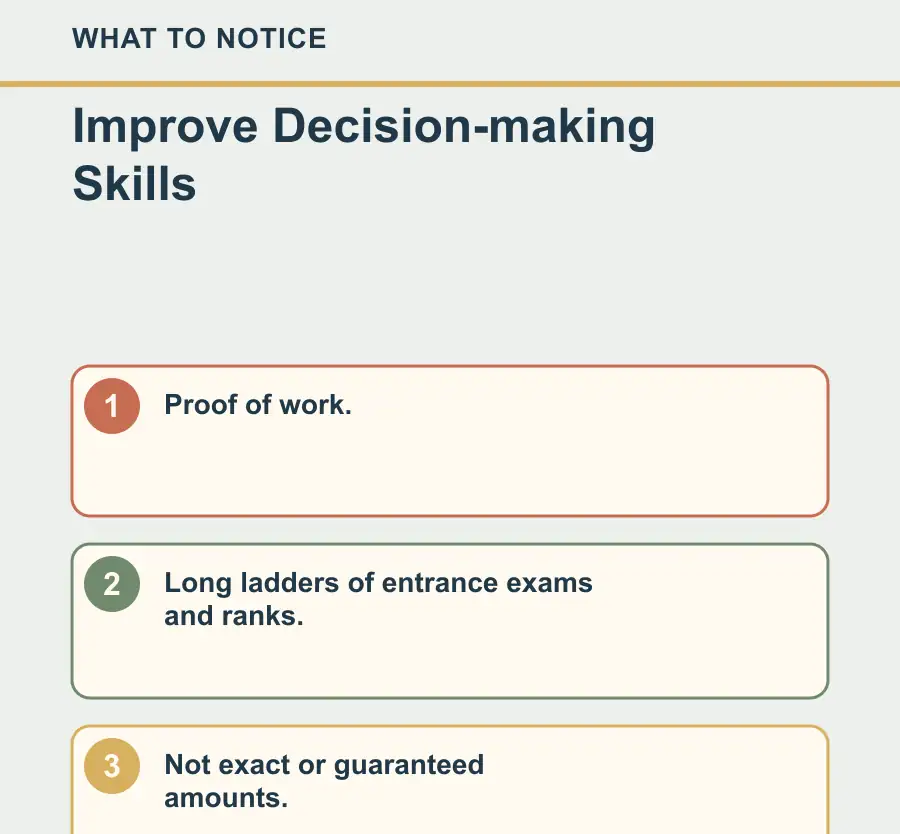 WHAT TO NOTICE
Improve Decision-making
Skills
1
Proof of work.
2
Long ladders of entrance exams
and ranks.
3
Not exact or guaranteed
amounts.